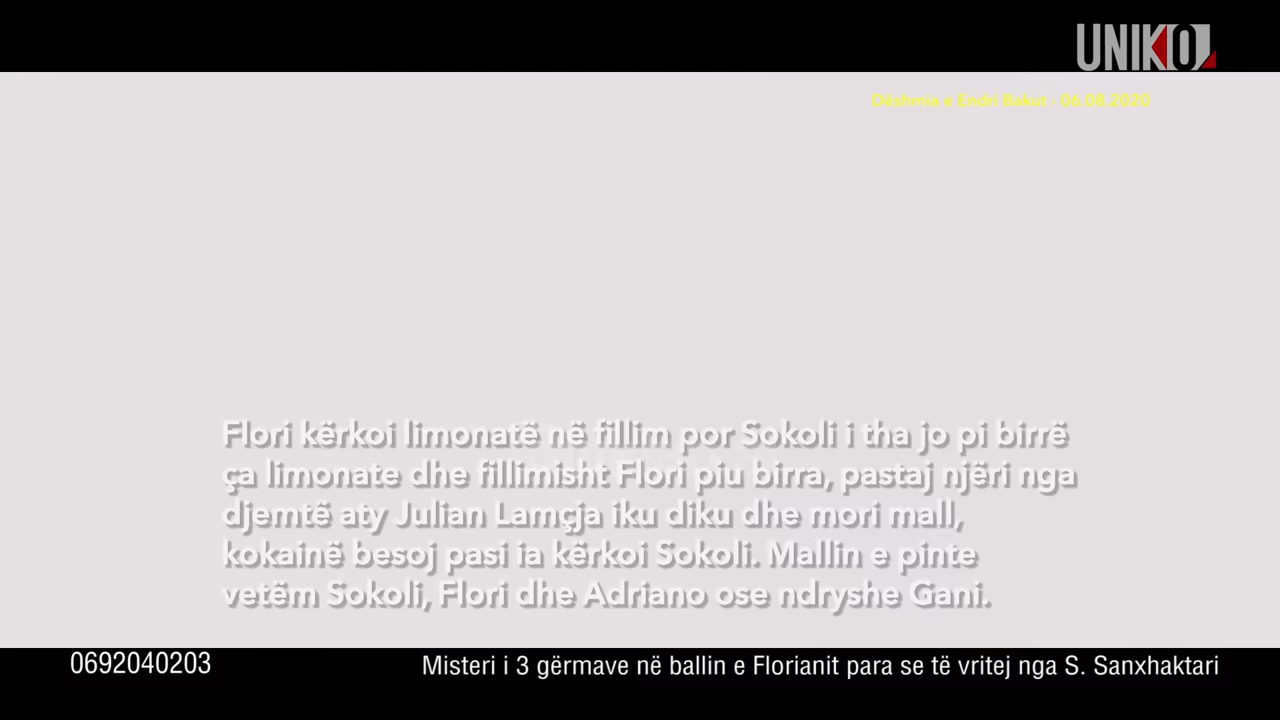 UNIKO
Dëshmia e Endri Bakut - 06.08.2020
Flori kërkoi limonatë në fillim por Sokoli i tha jo pi birrë
ça limonate dhe fillimisht Flori piu birra, pastaj njëri nga
djemtë aty Julian Lamçja iku diku dhe mori mall,
kokainë besoj pasi ia kërkoi Sokoli. Mallin e pinte
vetëm Sokoli, Flori dhe Adriano ose ndryshe Gani.
0692040203
Misteri i 3 gërmave në ballin e Florianit para se të vritej nga S. Sanxhaktari